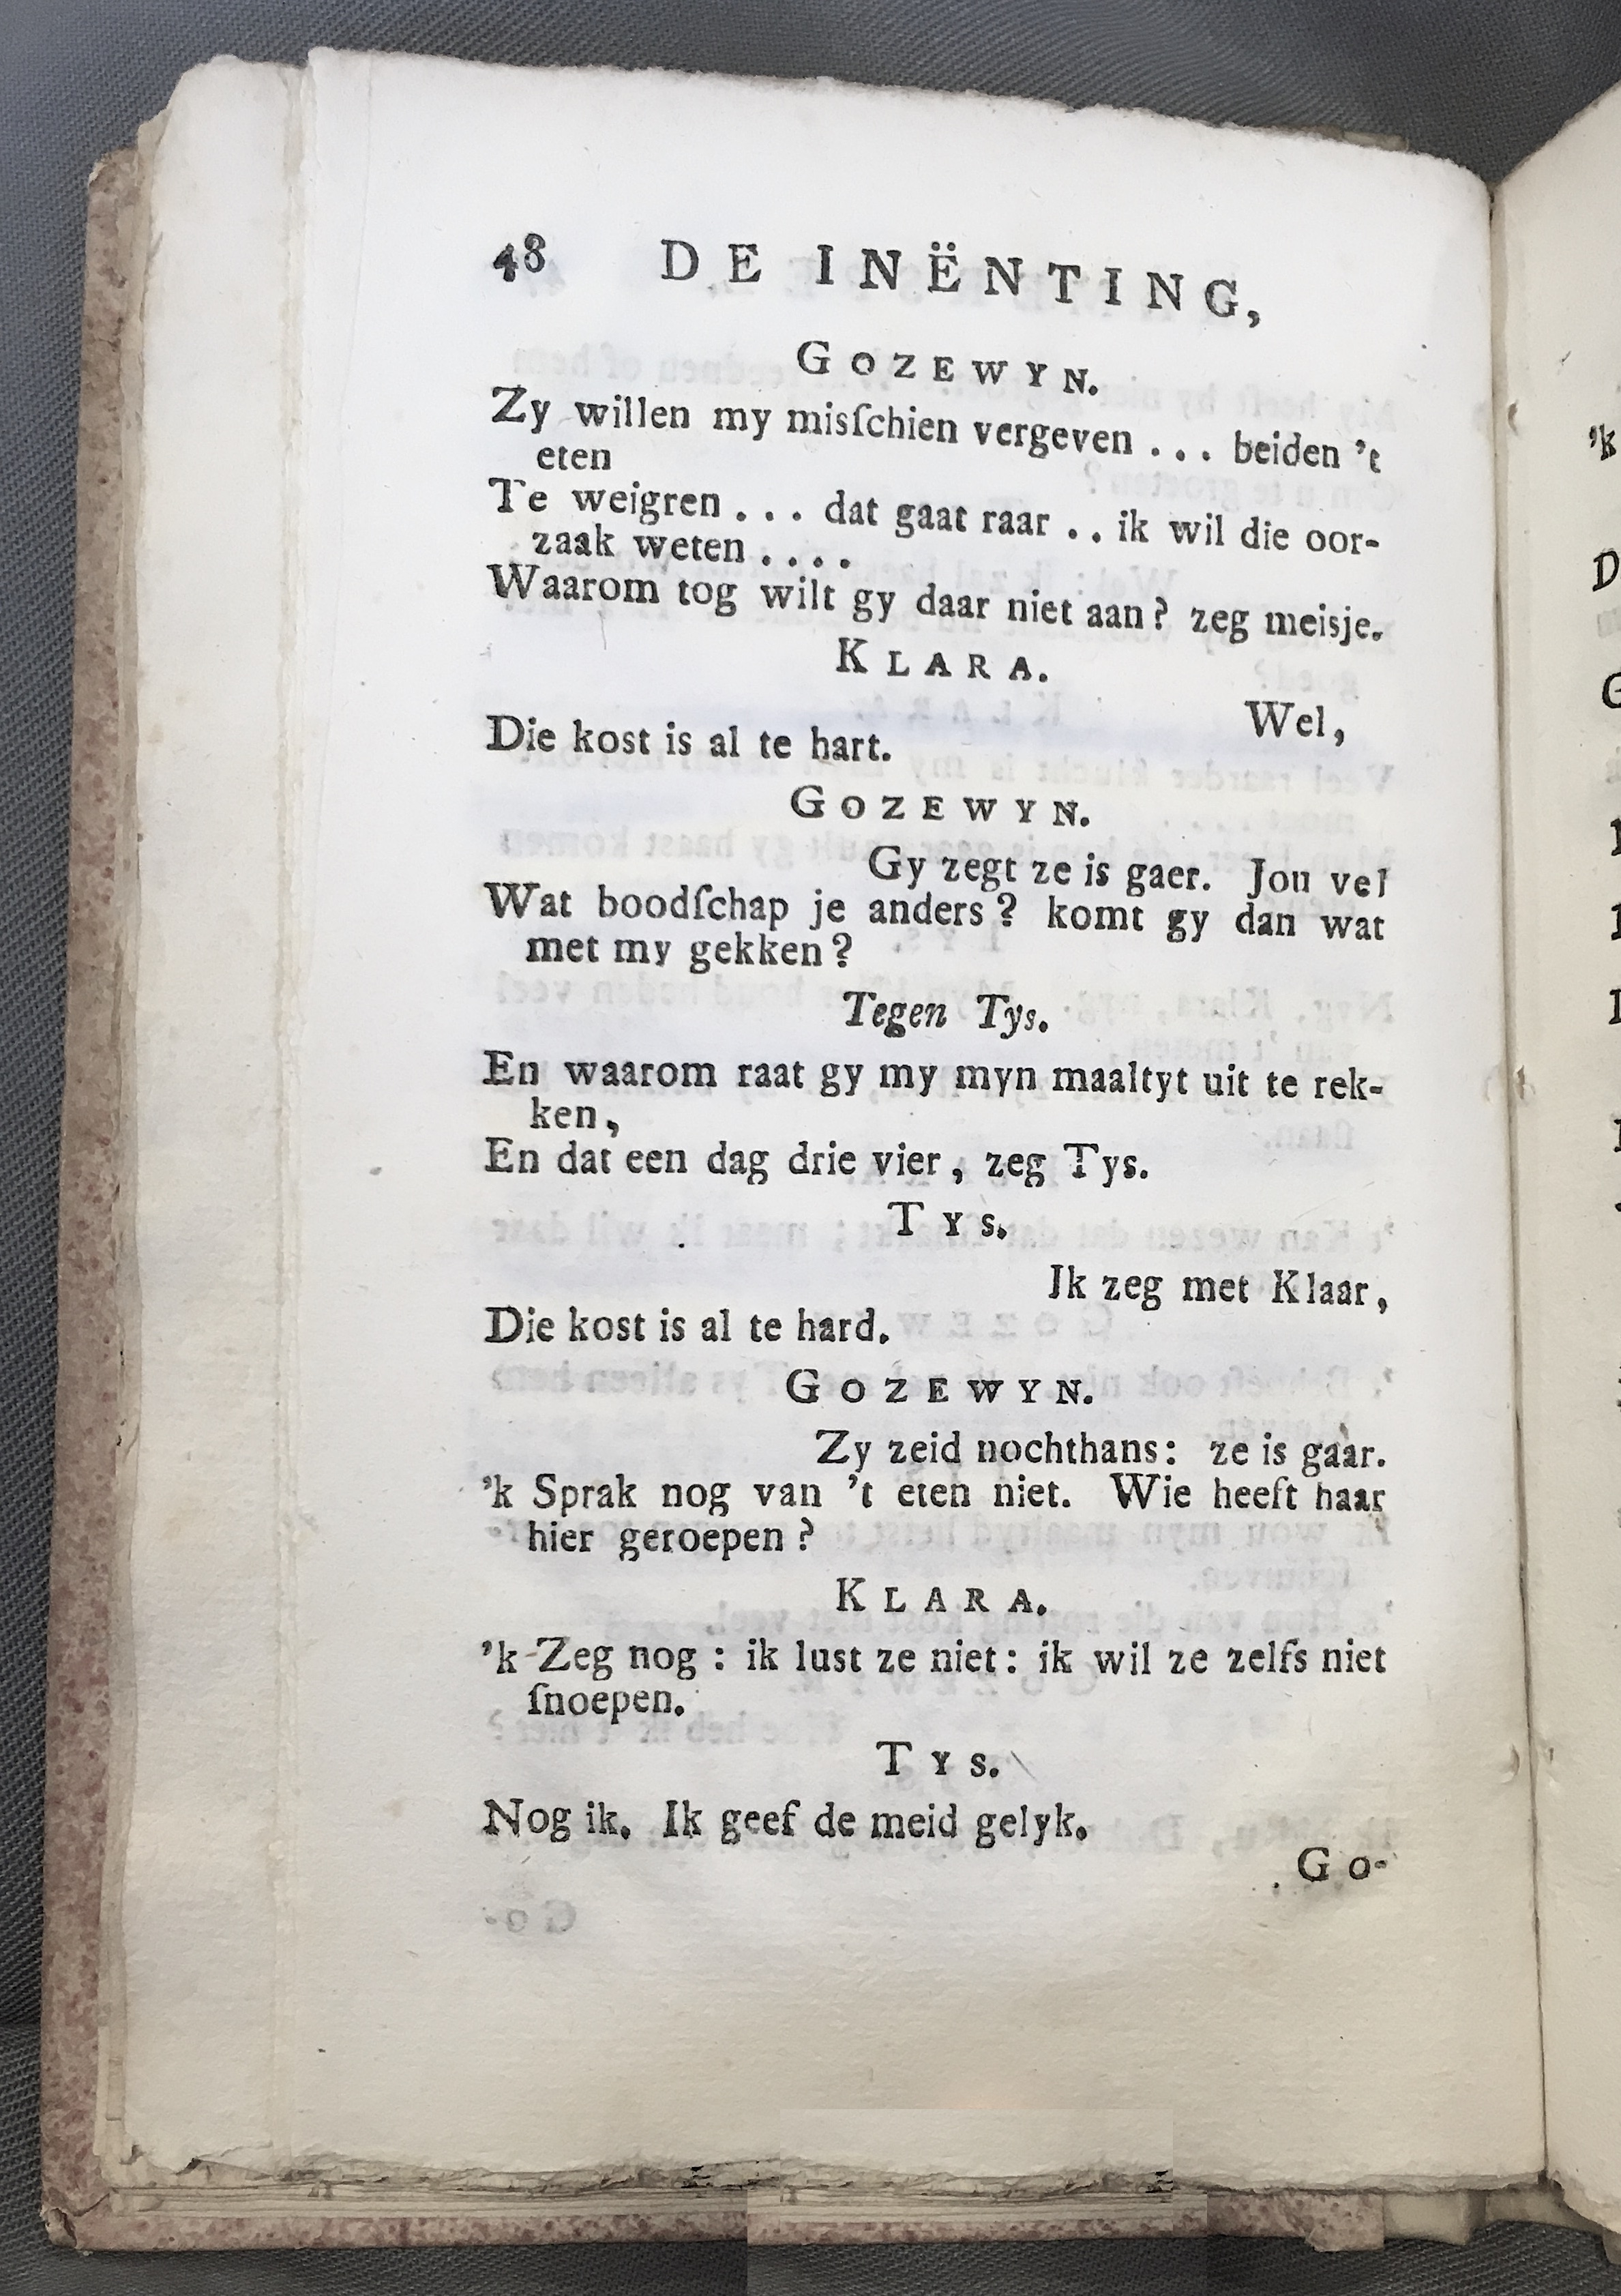 48 DE INËNTING,
GOZEWYN.
Zy willen my misſchien vergeven ... beiden 't
eten
Te weigren ... dat gaat raar .. ik wil die oor-
zaak weten ....
Waarom tog wilt gy daar niet aan? zeg meisje.
KLARA.
Wel,
Die kost is al te hart.
GOZEWYN.
Gy zegt ze is gaer. Jou vel
Wat boodſchap je anders? komt gy dan wat
met my gekken?
Tegen Tys.
En waarom raat gy my myn maaltyt uit te rek-
ken,
En dat een dag drie vier, zeg Tys.
TYS.
Ik zeg met Klaar,
Die kost is al te hard.
GOZEWYN.
Zy zeid nochthans: ze is gaar.
'k Sprak nog van 't eten niet. Wie heeft haar
hier geroepen?
KLARA.
'k Zeg nog: ik lust ze niet: ik wil ze zelfs niet
ſnoepen.
TYS.
Nog ik. Ik geef de meid gelyk.
Go-